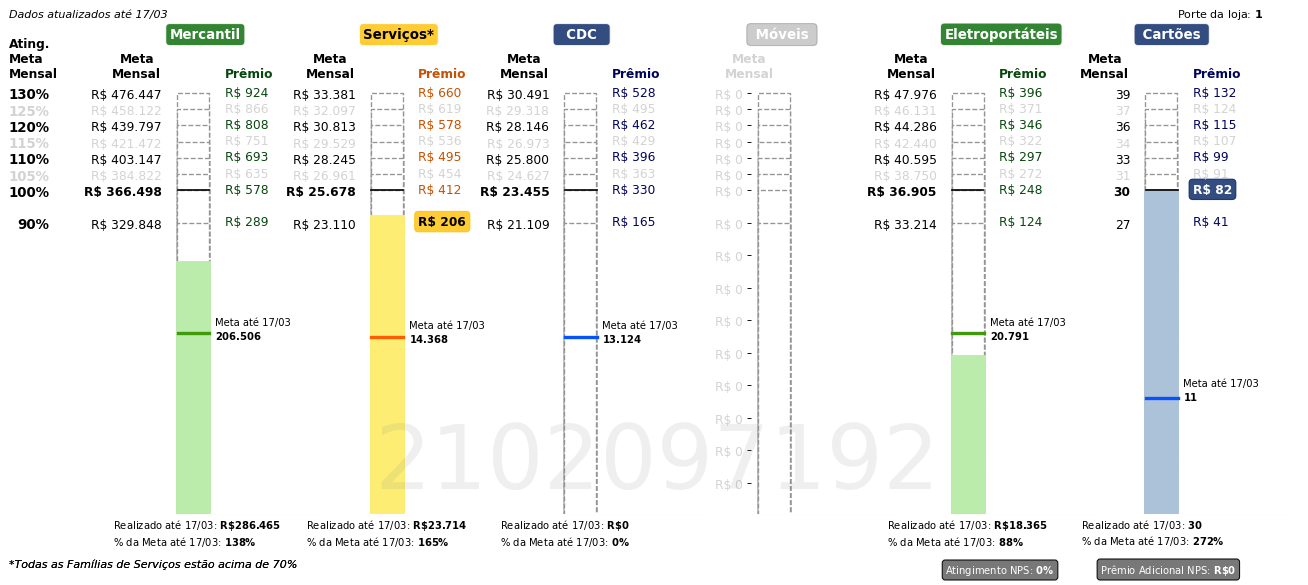 Dados atualizados até 17/03 Porte da loja: 1
Mercantil Serviços* CDC Móveis Eletroportáteis Cartões
Ating. Meta Mensal
Meta Mensal Prêmio Meta Mensal Prêmio Meta Mensal Prêmio Meta Mensal Meta Mensal Prêmio Meta Mensal Prêmio
130% R$ 476.447 R$ 924 R$ 33.381 R$ 660 R$ 30.491 R$ 528 R$ 0 R$ 47.976 R$ 396 39 R$ 132
125% R$ 458.122 R$ 866 R$ 32.097 R$ 619 R$ 29.318 R$ 495 R$ 0 R$ 46.131 R$ 371 37 R$ 124
120% R$ 439.797 R$ 808 R$ 30.813 R$ 578 R$ 28.146 R$ 462 R$ 0 R$ 44.286 R$ 346 36 R$ 115
115% R$ 421.472 R$ 751 R$ 29.529 R$ 536 R$ 26.973 R$ 429 R$ 0 R$ 42.440 R$ 322 34 R$ 107
110% R$ 403.147 R$ 693 R$ 28.245 R$ 495 R$ 25.800 R$ 396 R$ 0 R$ 40.595 R$ 297 33 R$ 99
105% R$ 384.822 R$ 635 R$ 26.961 R$ 454 R$ 24.627 R$ 363 R$ 0 R$ 38.750 R$ 272 31 R$ 91
100% R$ 366.498 R$ 578 R$ 25.678 R$ 412 R$ 23.455 R$ 330 R$ 0 R$ 36.905 R$ 248 30 R$ 82
90% R$ 329.848 R$ 289 R$ 23.110 R$ 206 R$ 21.109 R$ 165 R$ 0 R$ 33.214 R$ 124 27 R$ 41
R$ 0
R$ 0
R$ 0
Meta até 17/03 Meta até 17/03 Meta até 17/03 Meta até 17/03
206.506 14.368 13.124 20.791
R$ 0
R$ 0
Meta até 17/03
11
R$ 0
R$ 0
R$ 0
2102097192
Realizado até 17/03: R$286.465 Realizado até 17/03: R$23.714 Realizado até 17/03: R$0 Realizado até 17/03: R$18.365 Realizado até 17/03: 30
% da Meta até 17/03: 138% % da Meta até 17/03: 165% % da Meta até 17/03: 0% % da Meta até 17/03: 88% % da Meta até 17/03: 272%
*Todas as Famílias de Serviços estão acima de 70% Atingimento NPS: 0% Prêmio Adicional NPS: R$0